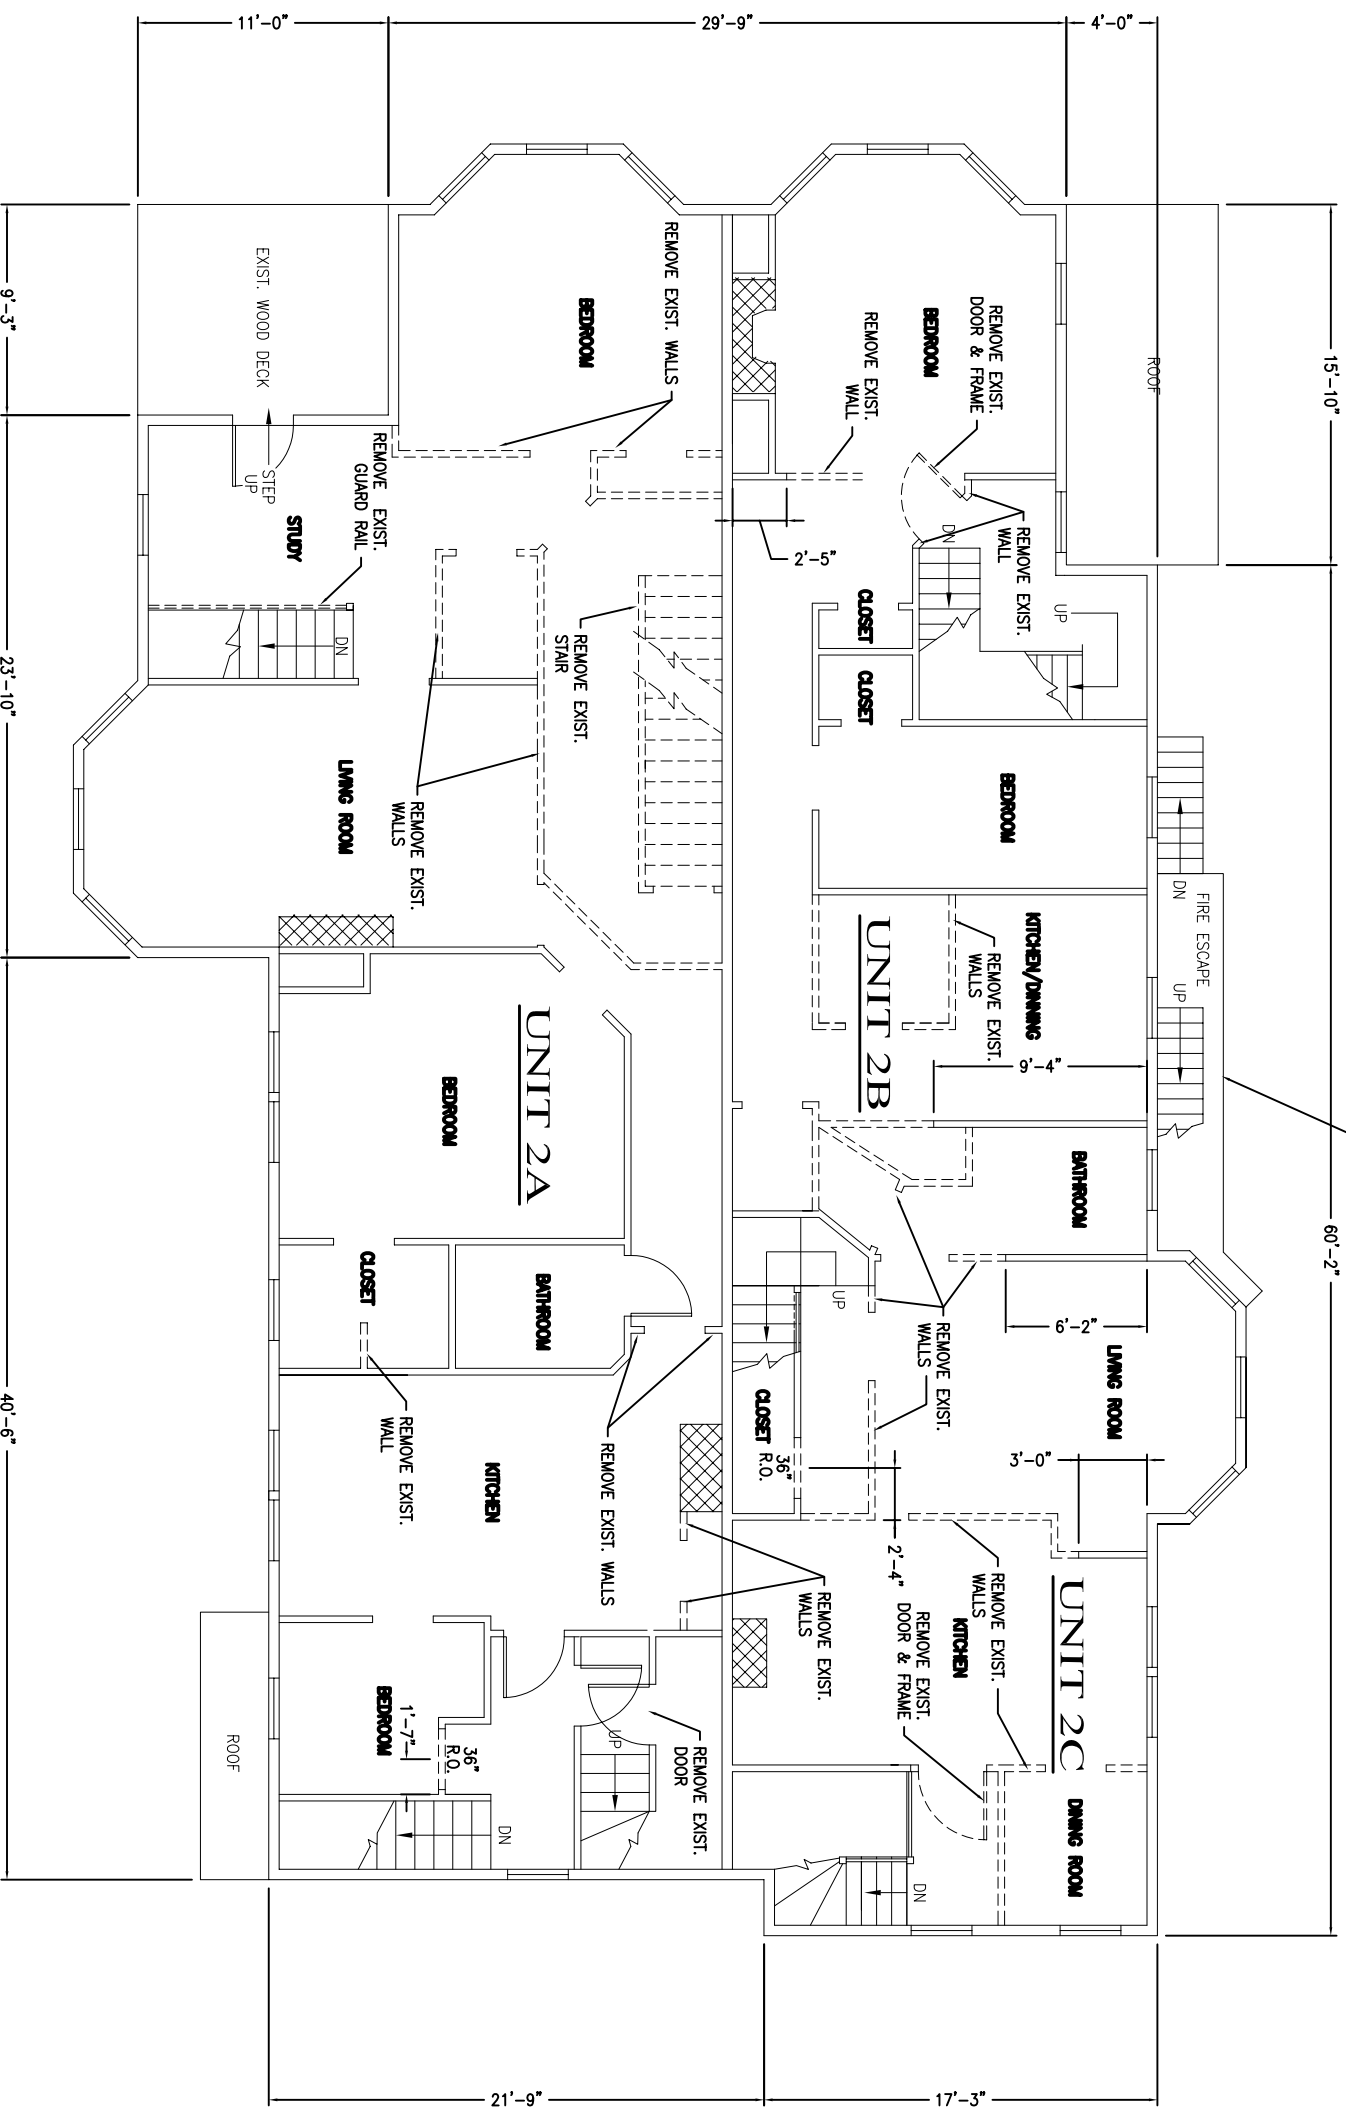 11'-0"
29'-9"
4'-0"
15'-10"
60'-2"
9'-3"
23'-10"
40'-6"
21'-9"
17'-3"
ROOF
REMOVE EXIST.
DOOR & FRAME
BEDROOM
REMOVE EXIST.
WALL
REMOVE EXIST. WALLS
BEDROOM
EXIST. WOOD DECK
STEP
UP
REMOVE EXIST.
GUARD RAIL
STUDY
DN
2'-5"
DN
REMOVE EXIST.
WALL
UP
CLOSET
CLOSET
REMOVE EXIST.
STAIR
BEDROOM
LIVING ROOM
REMOVE EXIST.
WALLS
DN
FIRE ESCAPE
UP
KITCHEN/DINNING
REMOVE EXIST.
WALLS
UNIT 2B
9'-4"
UNIT 2A
BEDROOM
BATHROOM
CLOSET
BATHROOM
UP
REMOVE EXIST.
WALLS
6'-2"
LIVING ROOM
CLOSET
36"
R.O.
3'-0"
REMOVE EXIST.
WALL
KITCHEN
REMOVE EXIST. WALLS
2'-4"
REMOVE EXIST.
WALLS
UNIT 2C
REMOVE EXIST.
WALLS
KITCHEN
REMOVE EXIST.
DOOR & FRAME
DINING ROOM
DN
REMOVE EXIST.
DOOR
UP
BEDROOM
1'-7"
36"
R.O.
DN
ROOF